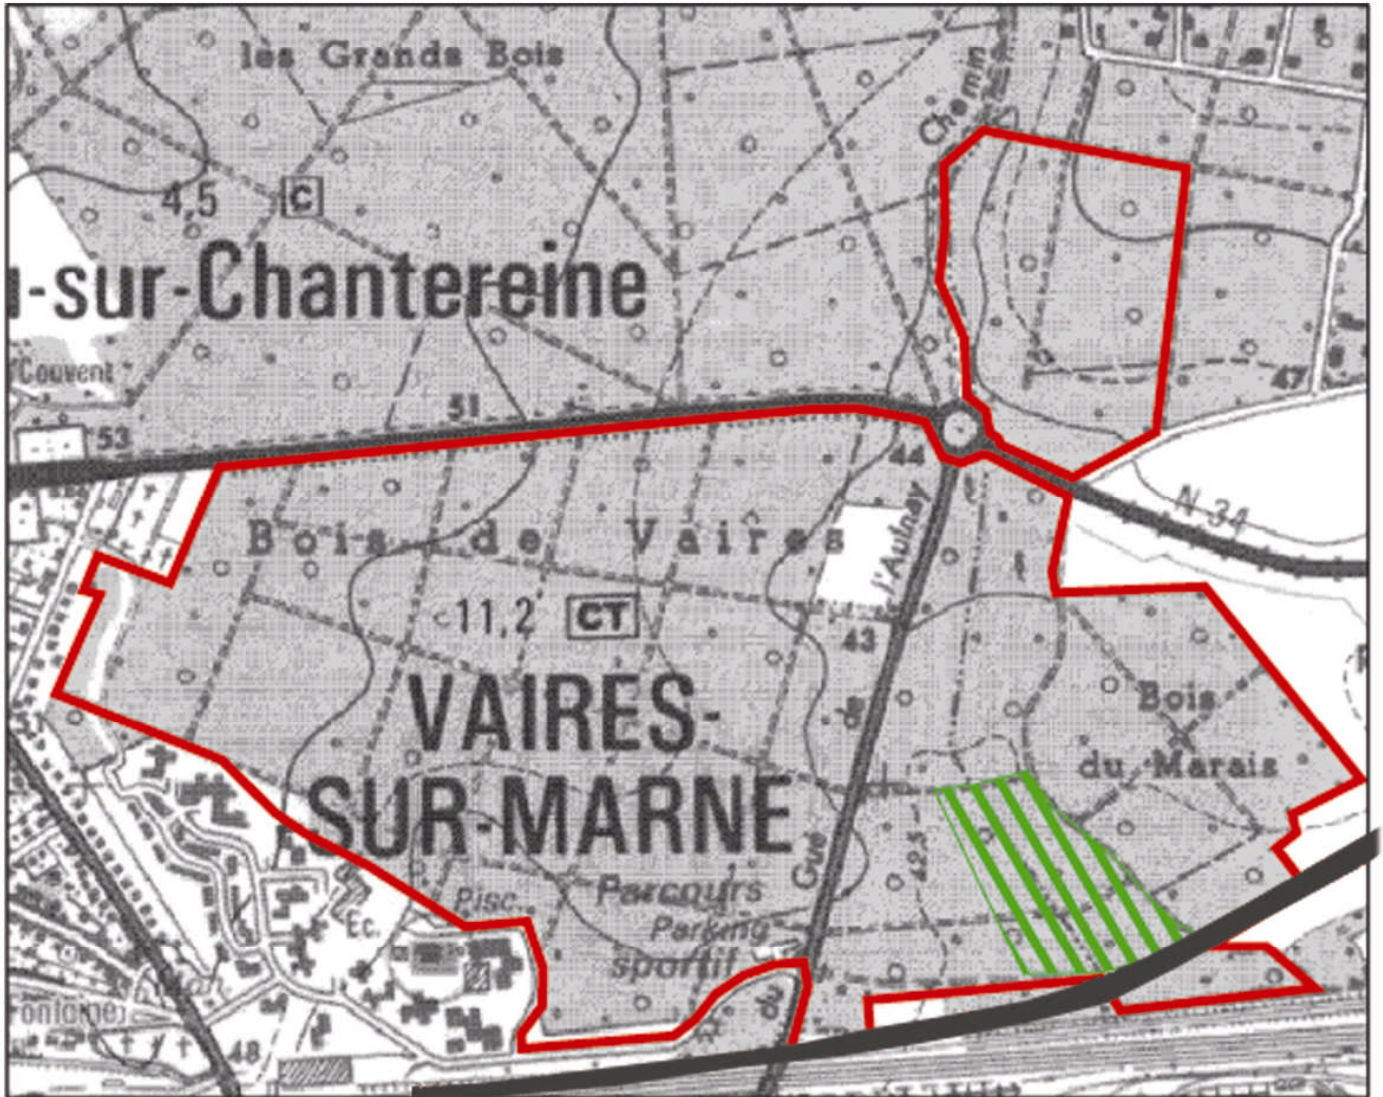 les Grands Bois
Chemin
4,5
C
-sur-Chantereine
Couvent
47
51
53
44
N 34
Bois de Vaires
l'Aulnay
<11,2 CT
43
VAIRES-
Bois
SUR-MARNE
du Marais
Gué
42,5
Pisc.
Parcours
Ec.
Parking
sportif
du
48